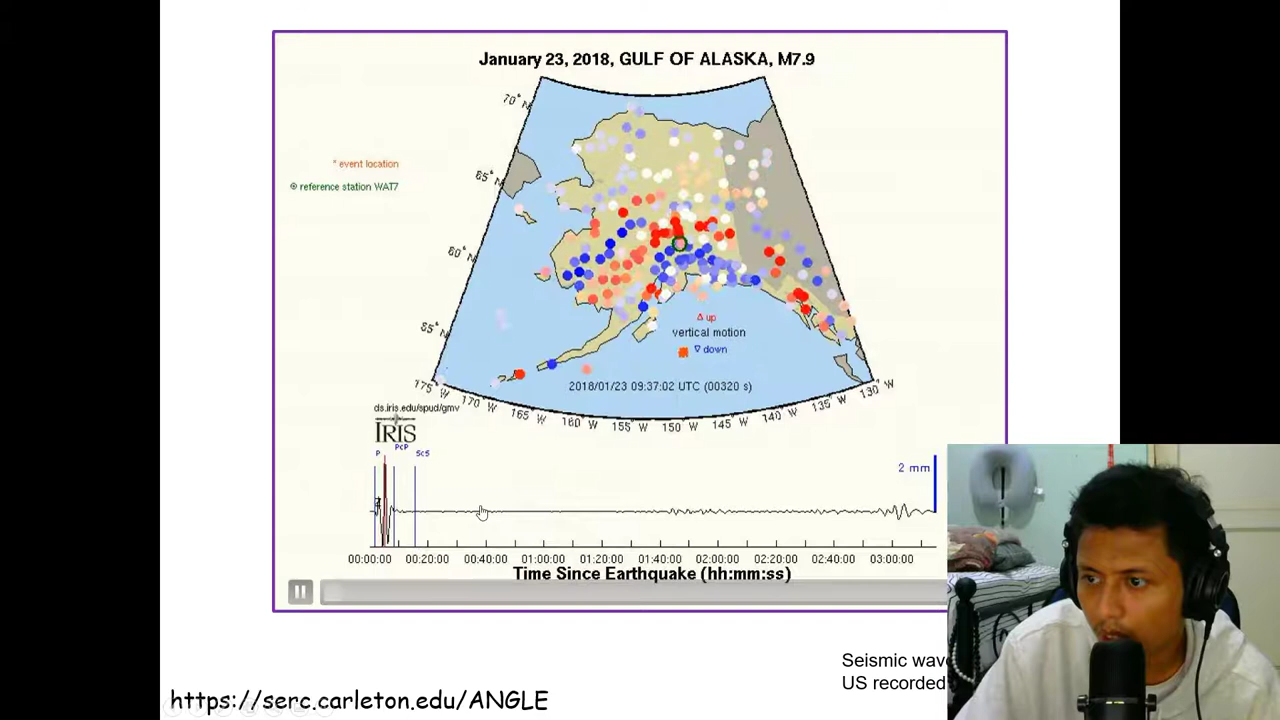 January 23, 2018, GULF OF ALASKA, M7.9
70° N
* event location
65° N
reference station WAT7
60° N
55° N
Δ up
vertical motion
∇ down
2018/01/23 09:37:02 UTC (00320 s)
175° W
170° W
165° W
160° W
155° W
150° W
145° W
140° W
135° W
130° W
ds.iris.edu/spud/gmv
IRIS
P
PcP
ScS
2 mm
00:00:00 00:20:00 00:40:00 01:00:00 01:20:00 01:40:00 02:00:00 02:20:00 02:40:00 03:00:00
Time Since Earthquake (hh:mm:ss)
Seismic wav
US recorded
https://serc.carleton.edu/ANGLE